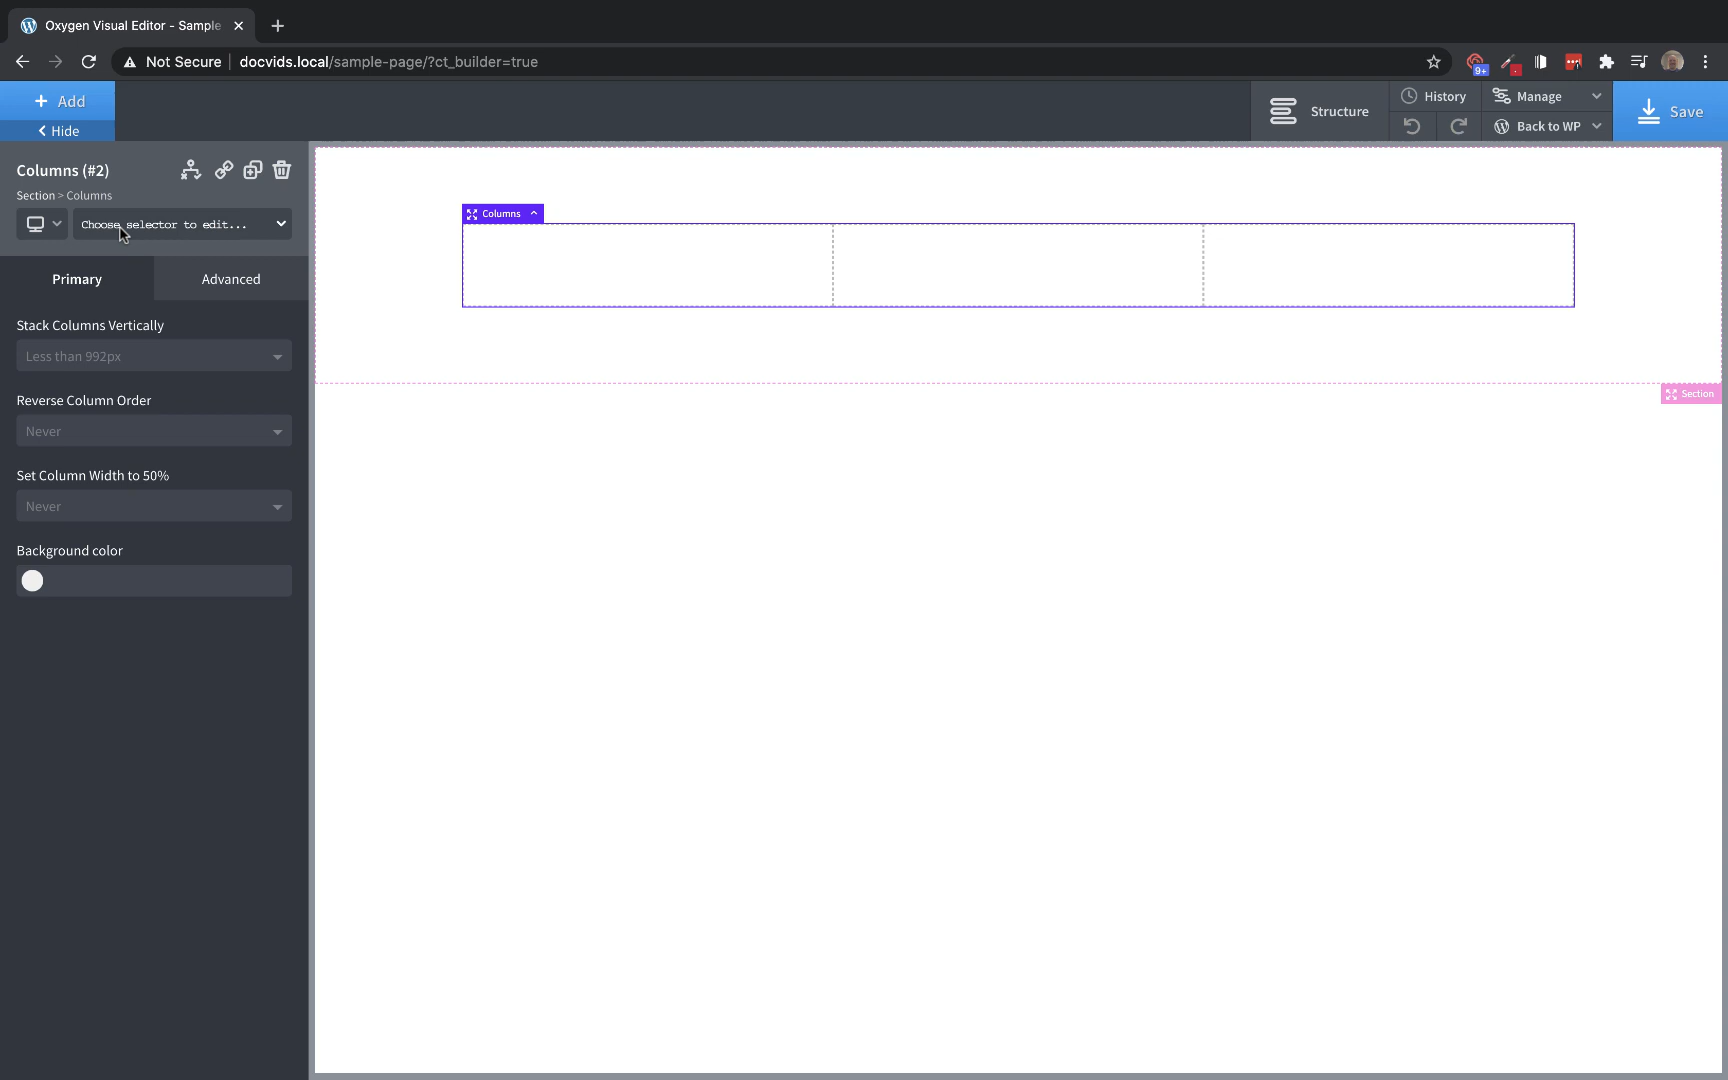 Oxygen Visual Editor - Sample
Not Secure
docvids.local/sample-page/?ct_builder=true
9+
+ Add
Hide
Structure
History
Manage
Back to WP
Save
Columns (#2)
Section > Columns
Choose selector to edit...
Primary
Advanced
Stack Columns Vertically
Less than 992px
Reverse Column Order
Never
Set Column Width to 50%
Never
Background color
Columns
Section